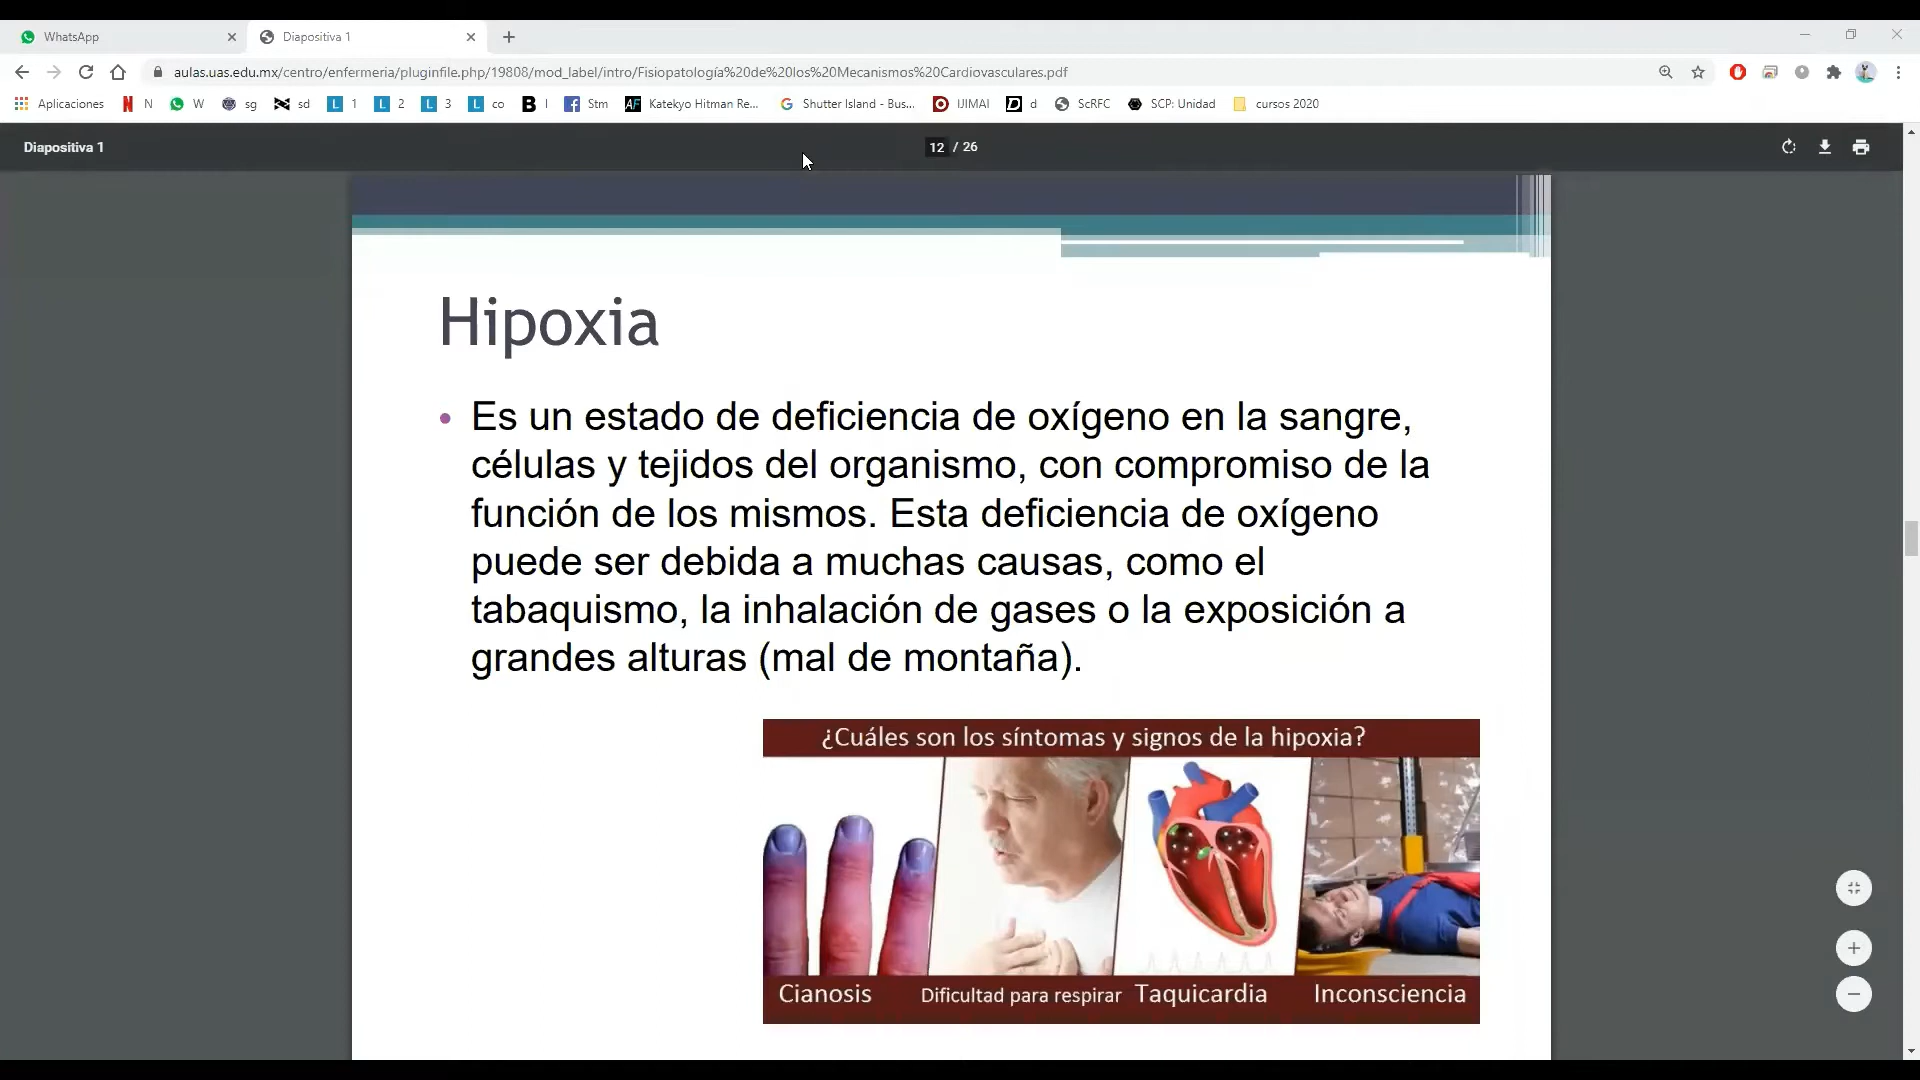 WhatsApp
Diapositiva 1
aulas.uas.edu.mx/centro/enfermeria/pluginfile.php/19808/mod_label/intro/Fisiopatología%20de%20los%20Mecanismos%20Cardiovasculares.pdf
Aplicaciones N W sg sd L 1 L 2 L 3 L co B I Stm AF Katekyo Hitman Re... Shutter Island - Bus... IJIMAI D d ScRFC SCP: Unidad cursos 2020
Diapositiva 1 12 / 26
Hipoxia
• Es un estado de deficiencia de oxígeno en la sangre,
células y tejidos del organismo, con compromiso de la
función de los mismos. Esta deficiencia de oxígeno
puede ser debida a muchas causas, como el
tabaquismo, la inhalación de gases o la exposición a
grandes alturas (mal de montaña).
¿Cuáles son los síntomas y signos de la hipoxia?
Cianosis Dificultad para respirar Taquicardia Inconsciencia